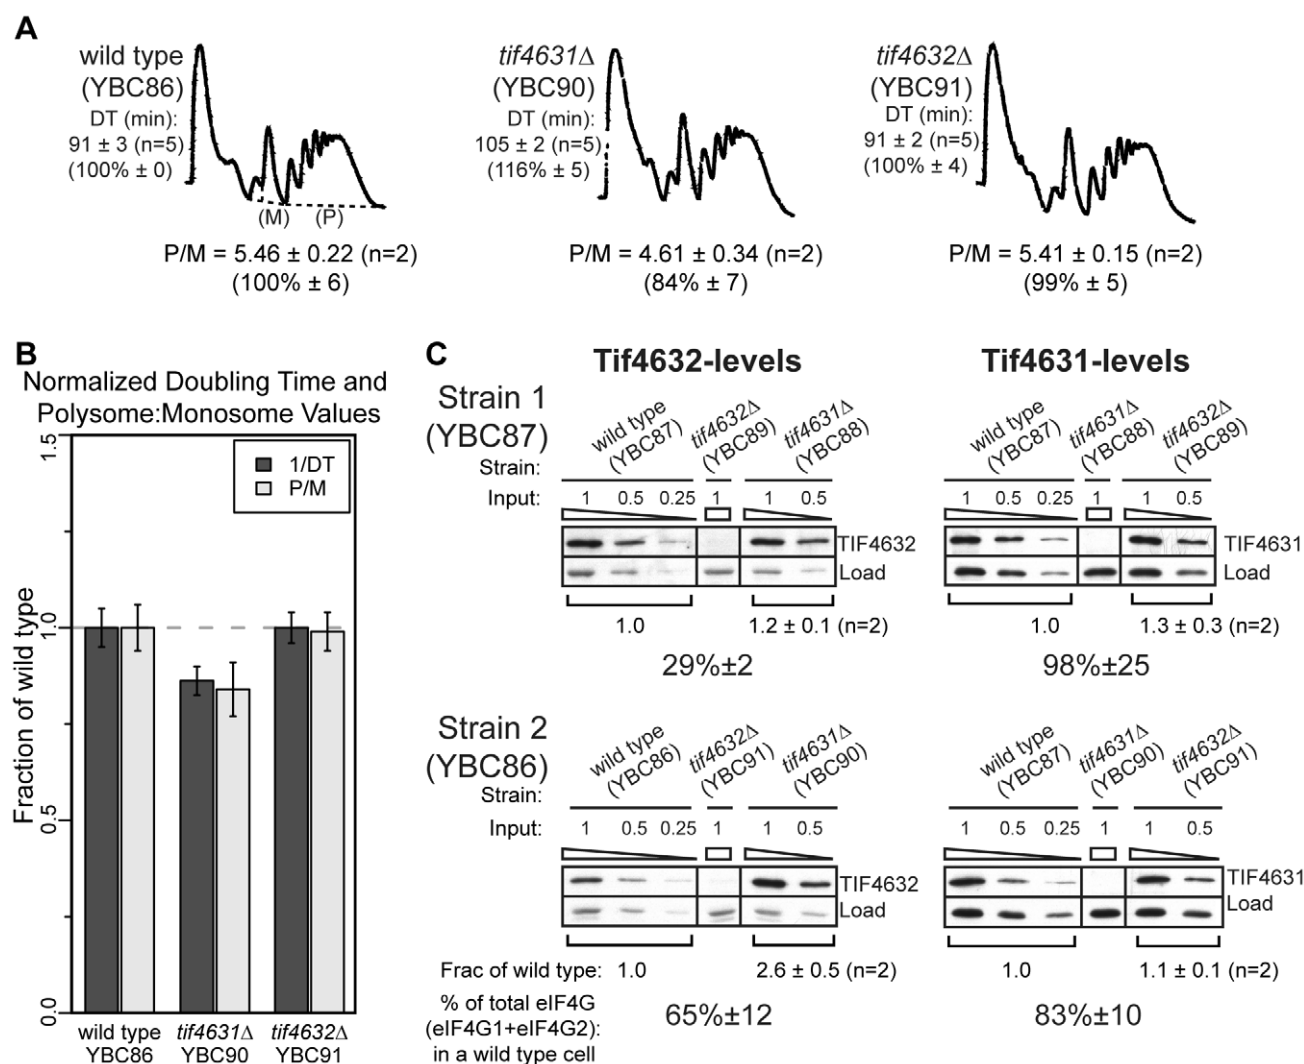 A
wild type
(YBC86)
DT (min):
91 ± 3 (n=5)
(100% ± 0)
(M)
(P)
P/M = 5.46 ± 0.22 (n=2)
(100% ± 6)
tif4631Δ
(YBC90)
DT (min):
105 ± 2 (n=5)
(116% ± 5)
P/M = 4.61 ± 0.34 (n=2)
(84% ± 7)
tif4632Δ
(YBC91)
DT (min):
91 ± 2 (n=5)
(100% ± 4)
P/M = 5.41 ± 0.15 (n=2)
(99% ± 5)
B
Normalized Doubling Time and
Polysome:Monosome Values
Fraction of wild type
1.5
1.0
0.5
0.0
1/DT
P/M
wild type
YBC86
tif4631Δ
YBC90
tif4632Δ
YBC91
C
Tif4632-levels
Tif4631-levels
Strain 1
(YBC87)
Strain:
wild type
(YBC87)
tif4632Δ
(YBC89)
tif4631Δ
(YBC88)
wild type
(YBC87)
tif4631Δ
(YBC88)
tif4632Δ
(YBC89)
Input:
1 0.5 0.25 1 1 0.5
1 0.5 0.25 1 1 0.5
TIF4632
Load
TIF4631
Load
1.0
1.2 ± 0.1 (n=2)
1.0
1.3 ± 0.3 (n=2)
29%±2
98%±25
Strain 2
(YBC86)
Strain:
wild type
(YBC86)
tif4632Δ
(YBC91)
tif4631Δ
(YBC90)
wild type
(YBC87)
tif4631Δ
(YBC90)
tif4632Δ
(YBC91)
Input:
1 0.5 0.25 1 1 0.5
1 0.5 0.25 1 1 0.5
TIF4632
Load
TIF4631
Load
Frac of wild type:
1.0
2.6 ± 0.5 (n=2)
1.0
1.1 ± 0.1 (n=2)
% of total eIF4G
(eIF4G1+eIF4G2):
in a wild type cell
65%±12
83%±10